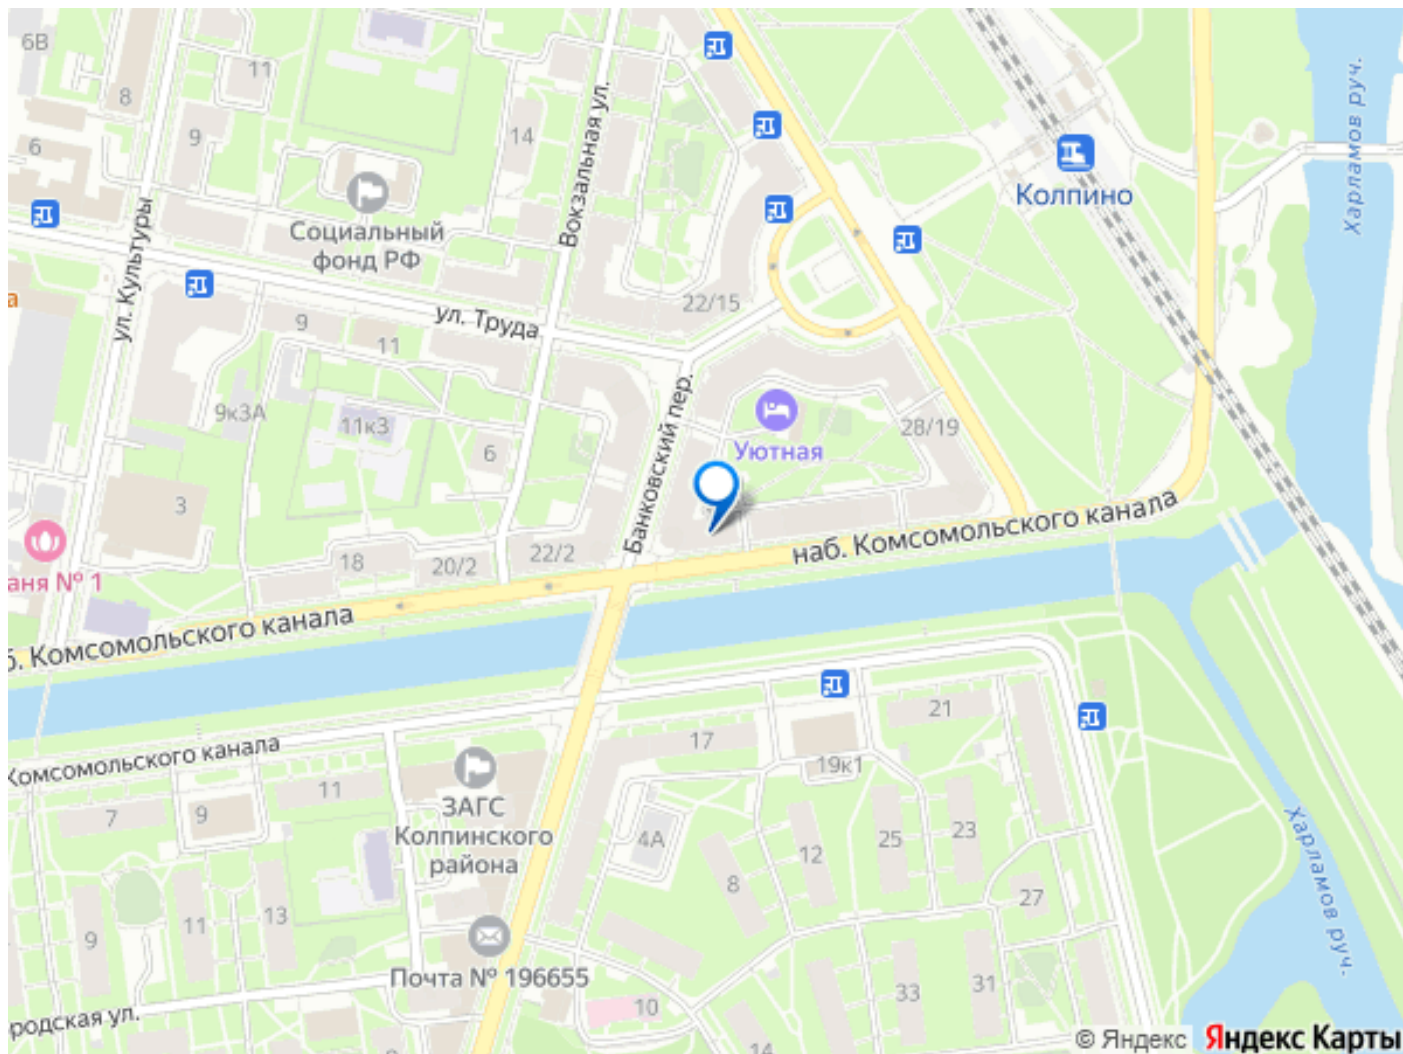 6В
11
8
9
6
14
Вокзальная ул.
ул. Культуры
Социальный
фонд РФ
Колпино
Харламов руч.
а
22/15
ул. Труда
9
11
9к3А
11к3
6
Банковский пер.
Уютная
28/19
3
аня № 1
18
20/2
22/2
наб. Комсомольского канала
б. Комсомольского канала
Комсомольского канала
17
21
19к1
ЗАГС
Колпинского
района
7
9
11
4А
12
25
23
8
27
9
11
13
Харламов руч.
Почта № 196655
10
33
31
родская ул.
14
© Яндекс
Яндекс Карты